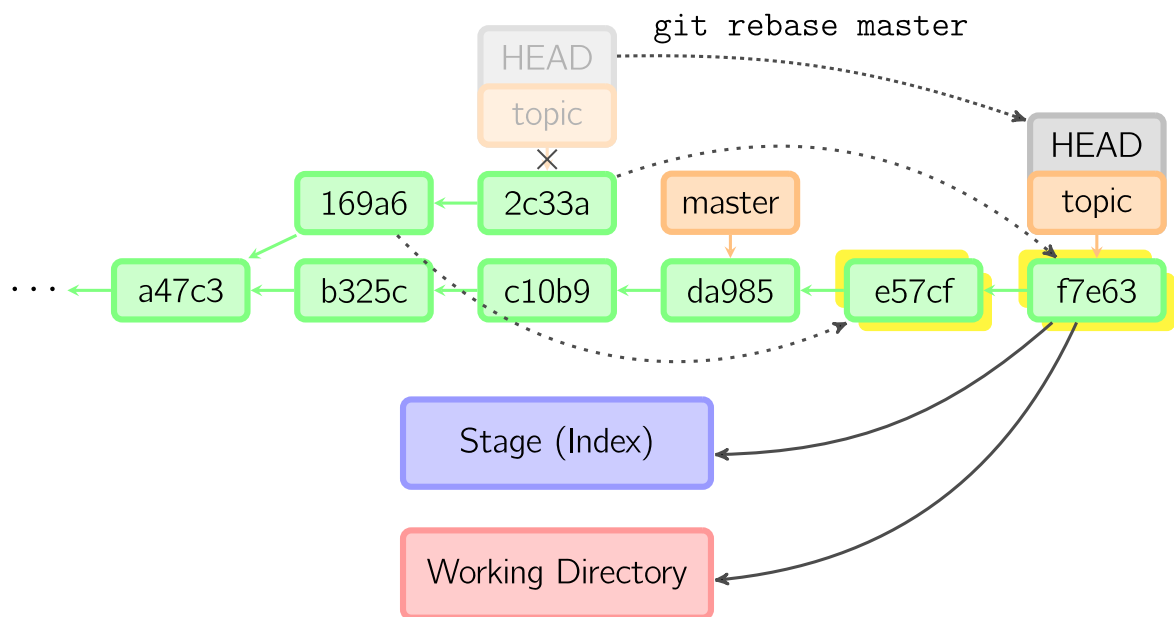 git rebase master
HEAD
topic
HEAD
topic
169a6
2c33a
master
...
a47c3
b325c
c10b9
da985
e57cf
f7e63
Stage (Index)
Working Directory